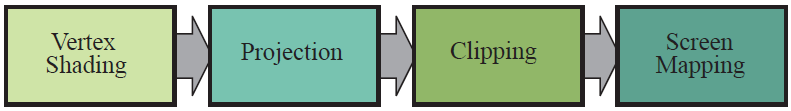 Vertex
Shading
Projection
Clipping
Screen
Mapping